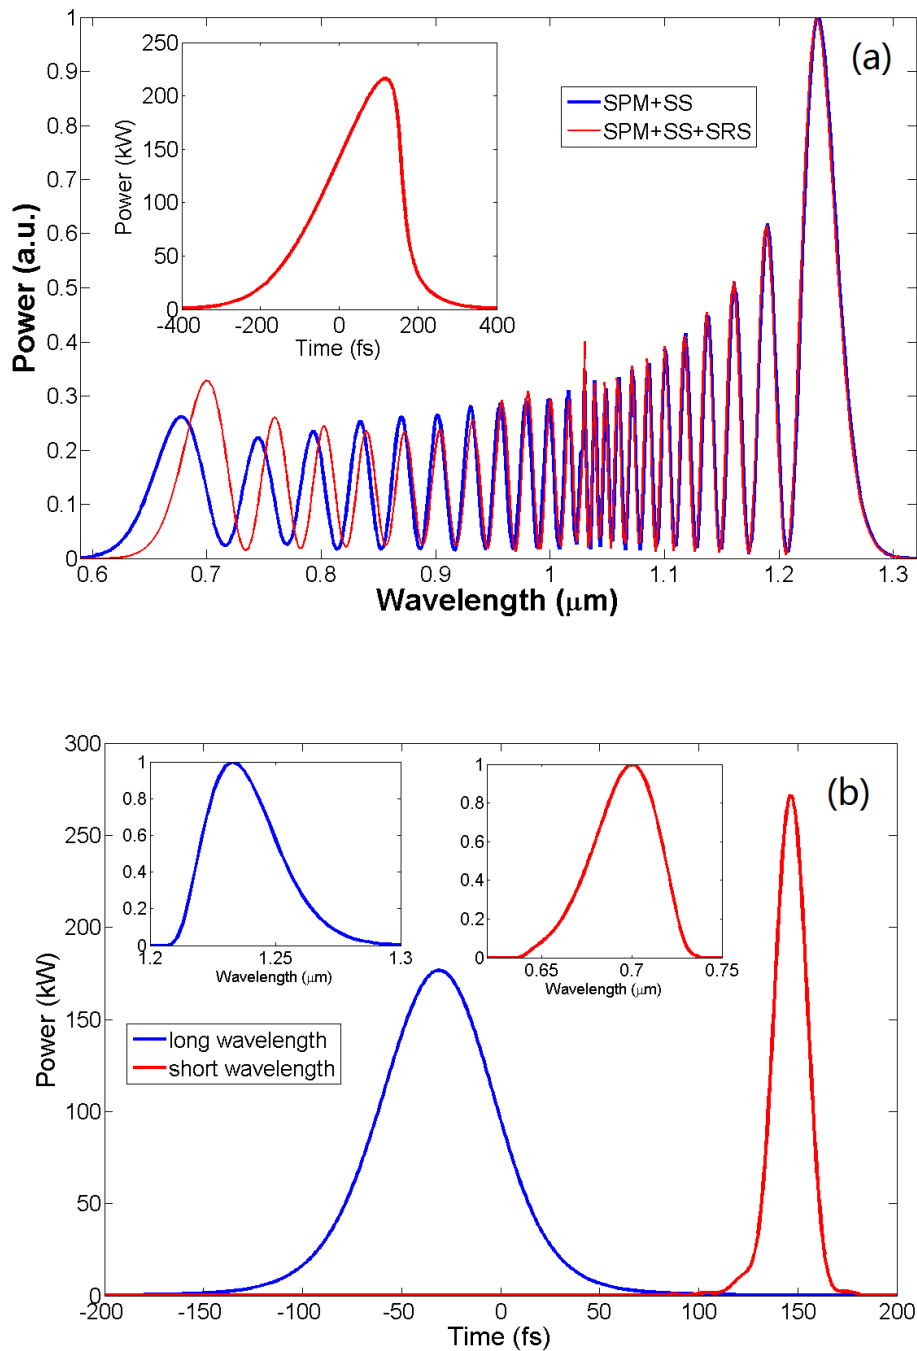 (a)
Power (a.u.)
1
0.9
0.8
0.7
0.6
0.5
0.4
0.3
0.2
0.1
0
0.6 0.7 0.8 0.9 1 1.1 1.2 1.3
Wavelength (μm)
Power (kW)
250
200
150
100
50
0
-400 -200 0 200 400
Time (fs)
SPM+SS
SPM+SS+SRS
(b)
Power (kW)
300
250
200
150
100
50
0
-200 -150 -100 -50 0 50 100 150 200
Time (fs)
1
0.8
0.6
0.4
0.2
0
1.2 1.25 1.3
Wavelength (μm)
1
0.8
0.6
0.4
0.2
0
0.65 0.7 0.75
Wavelength (μm)
long wavelength
short wavelength